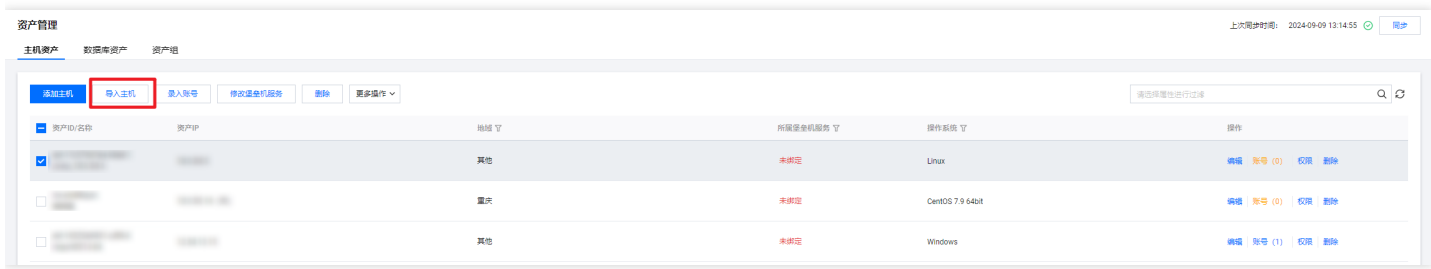 资产管理 上次同步时间： 2024-09-09 13:14:55 同步
主机资产 数据库资产 资产组
添加主机 导入主机 录入账号 修改堡垒机服务 删除 更多操作 请选择属性进行过滤
资产ID/名称 资产IP 地域 所属堡垒机服务 操作系统 操作
其他 未绑定 Linux 编辑 账号（0） 权限 删除
重庆 未绑定 CentOS 7.9 64bit 编辑 账号（0） 权限 删除
其他 未绑定 Windows 编辑 账号（1） 权限 删除